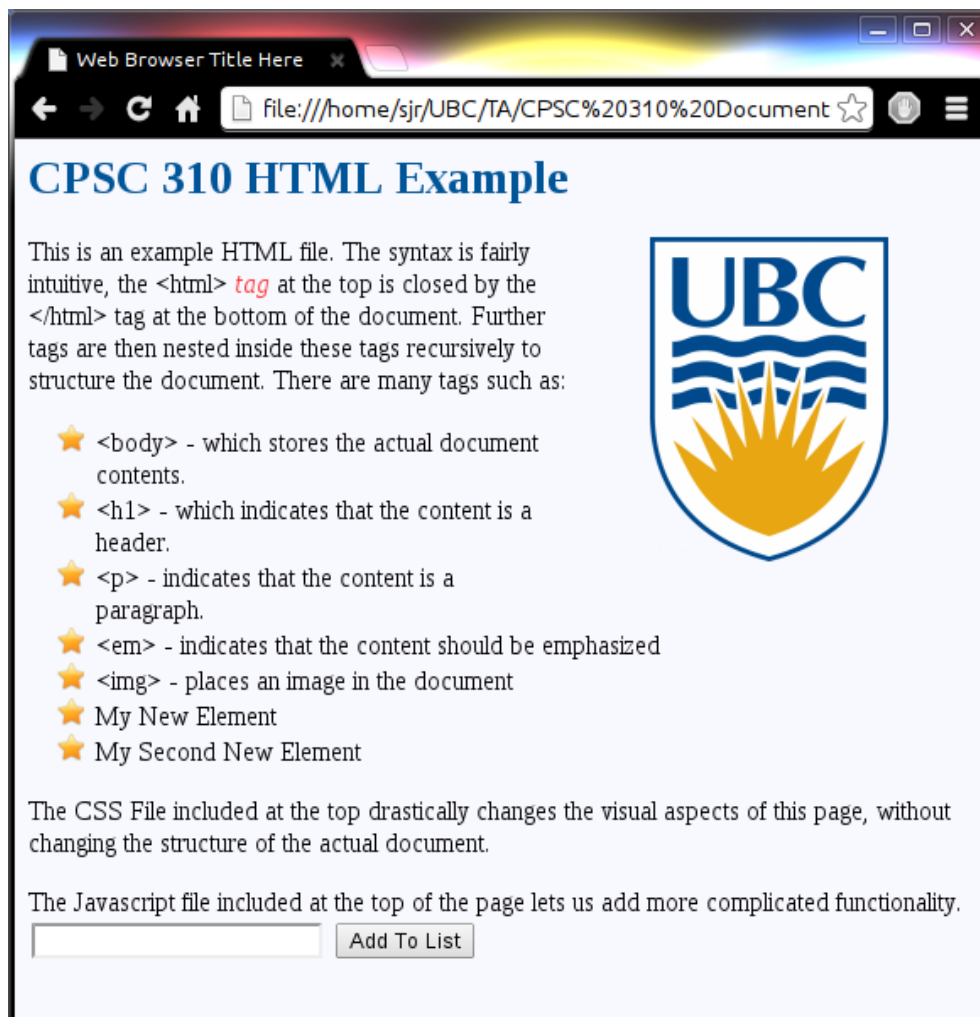 Web Browser Title Here
file:///home/sjr/UBC/TA/CPSC%20310%20Document
CPSC 310 HTML Example
This is an example HTML file. The syntax is fairly
intuitive, the <html> tag at the top is closed by the
</html> tag at the bottom of the document. Further
tags are then nested inside these tags recursively to
structure the document. There are many tags such as:
UBC
<body> - which stores the actual document
contents.
<h1> - which indicates that the content is a
header.
<p> - indicates that the content is a
paragraph.
<em> - indicates that the content should be emphasized
<img> - places an image in the document
My New Element
My Second New Element
The CSS File included at the top drastically changes the visual aspects of this page, without
changing the structure of the actual document.
The Javascript file included at the top of the page lets us add more complicated functionality.
Add To List